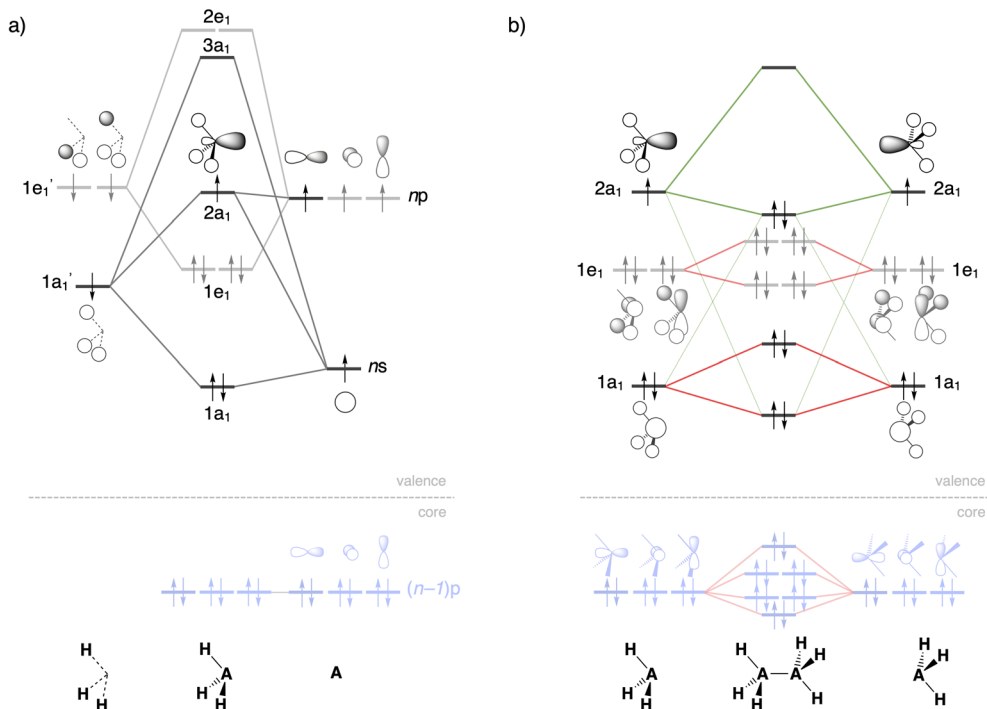 a)
2e₁
3a₁
1e₁'
np
2a₁
1e₁
1a₁'
ns
1a₁
valence
core
(n–1)p
H
H
H
H
A
H
H
A
b)
2a₁
2a₁
1e₁
1e₁
1a₁
1a₁
valence
core
H
A
H
H
H
H
H
A
A
H
H
H
H
H
A
H